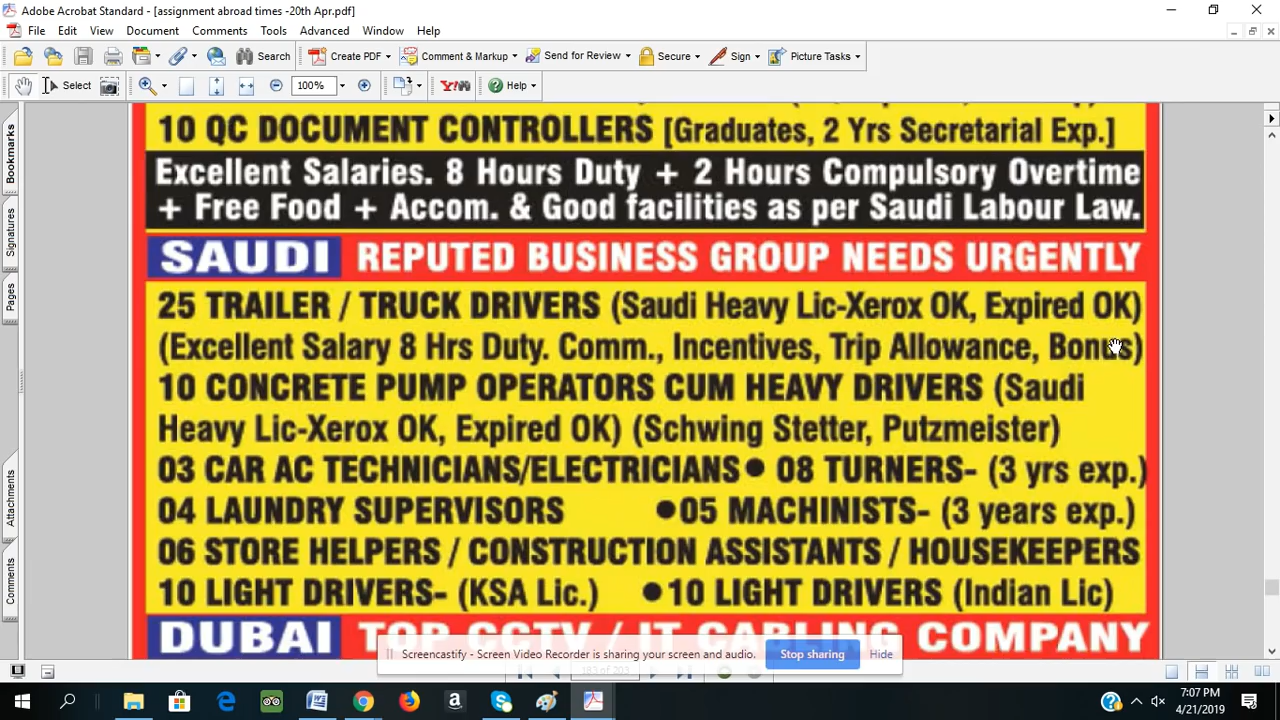 Adobe Acrobat Standard - [assignment abroad times -20th Apr.pdf]
File Edit View Document Comments Tools Advanced Window Help
Search Create PDF Comment & Markup Send for Review Secure Sign Picture Tasks
Select 100% Y! Help
Bookmarks
Signatures
Pages
Attachments
Comments
10 QC DOCUMENT CONTROLLERS [Graduates, 2 Yrs Secretarial Exp.]
Excellent Salaries. 8 Hours Duty + 2 Hours Compulsory Overtime
+ Free Food + Accom. & Good facilities as per Saudi Labour Law.
SAUDI REPUTED BUSINESS GROUP NEEDS URGENTLY
25 TRAILER / TRUCK DRIVERS (Saudi Heavy Lic-Xerox OK, Expired OK)
(Excellent Salary 8 Hrs Duty. Comm., Incentives, Trip Allowance, Bonus)
10 CONCRETE PUMP OPERATORS CUM HEAVY DRIVERS (Saudi
Heavy Lic-Xerox OK, Expired OK) (Schwing Stetter, Putzmeister)
03 CAR AC TECHNICIANS/ELECTRICIANS ● 08 TURNERS- (3 yrs exp.)
04 LAUNDRY SUPERVISORS ●05 MACHINISTS- (3 years exp.)
06 STORE HELPERS / CONSTRUCTION ASSISTANTS / HOUSEKEEPERS
10 LIGHT DRIVERS- (KSA Lic.) ●10 LIGHT DRIVERS (Indian Lic)
DUBAI TOP CCTV / IT CABLING COMPANY
Screencastify - Screen Video Recorder is sharing your screen and audio. Stop sharing Hide
183 of 203
7:07 PM
4/21/2019